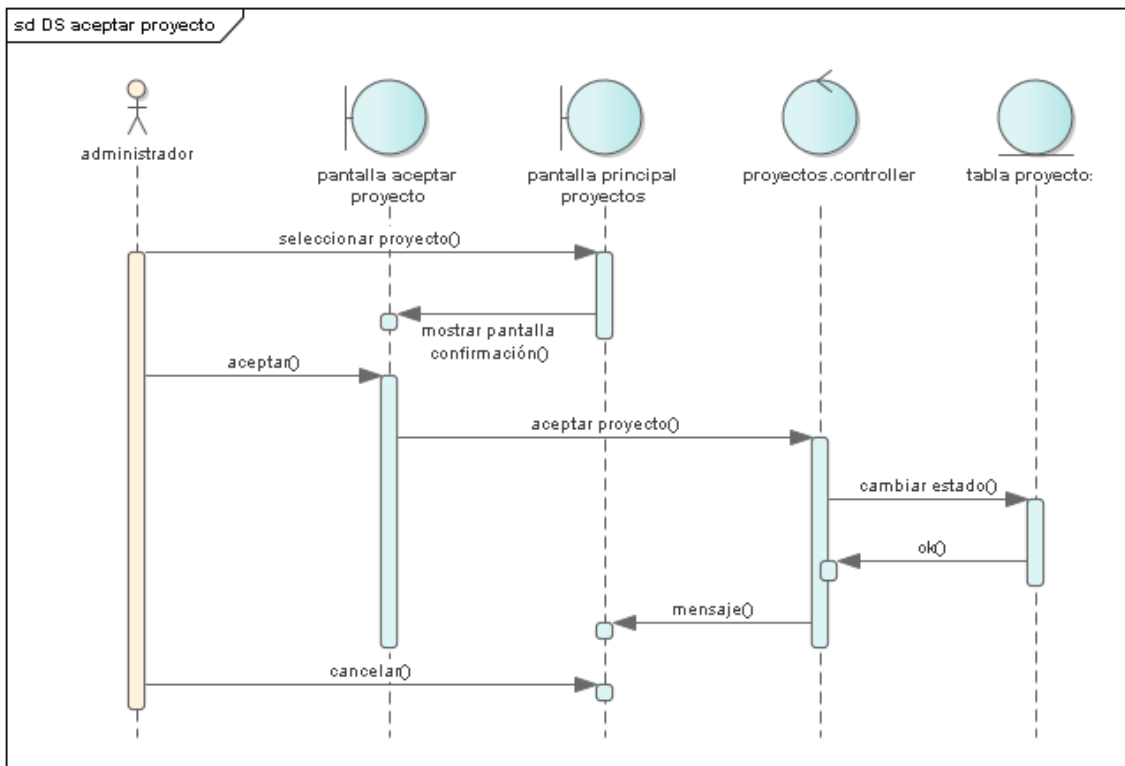 sd DS aceptar proyecto
administrador
pantalla aceptar
proyecto
pantalla principal
proyectos
proyectos.controller
tabla proyecto:
seleccionar proyecto()
mostrar pantalla
confirmación()
aceptar()
aceptar proyecto()
cambiar estado()
ok()
mensaje()
cancelar()